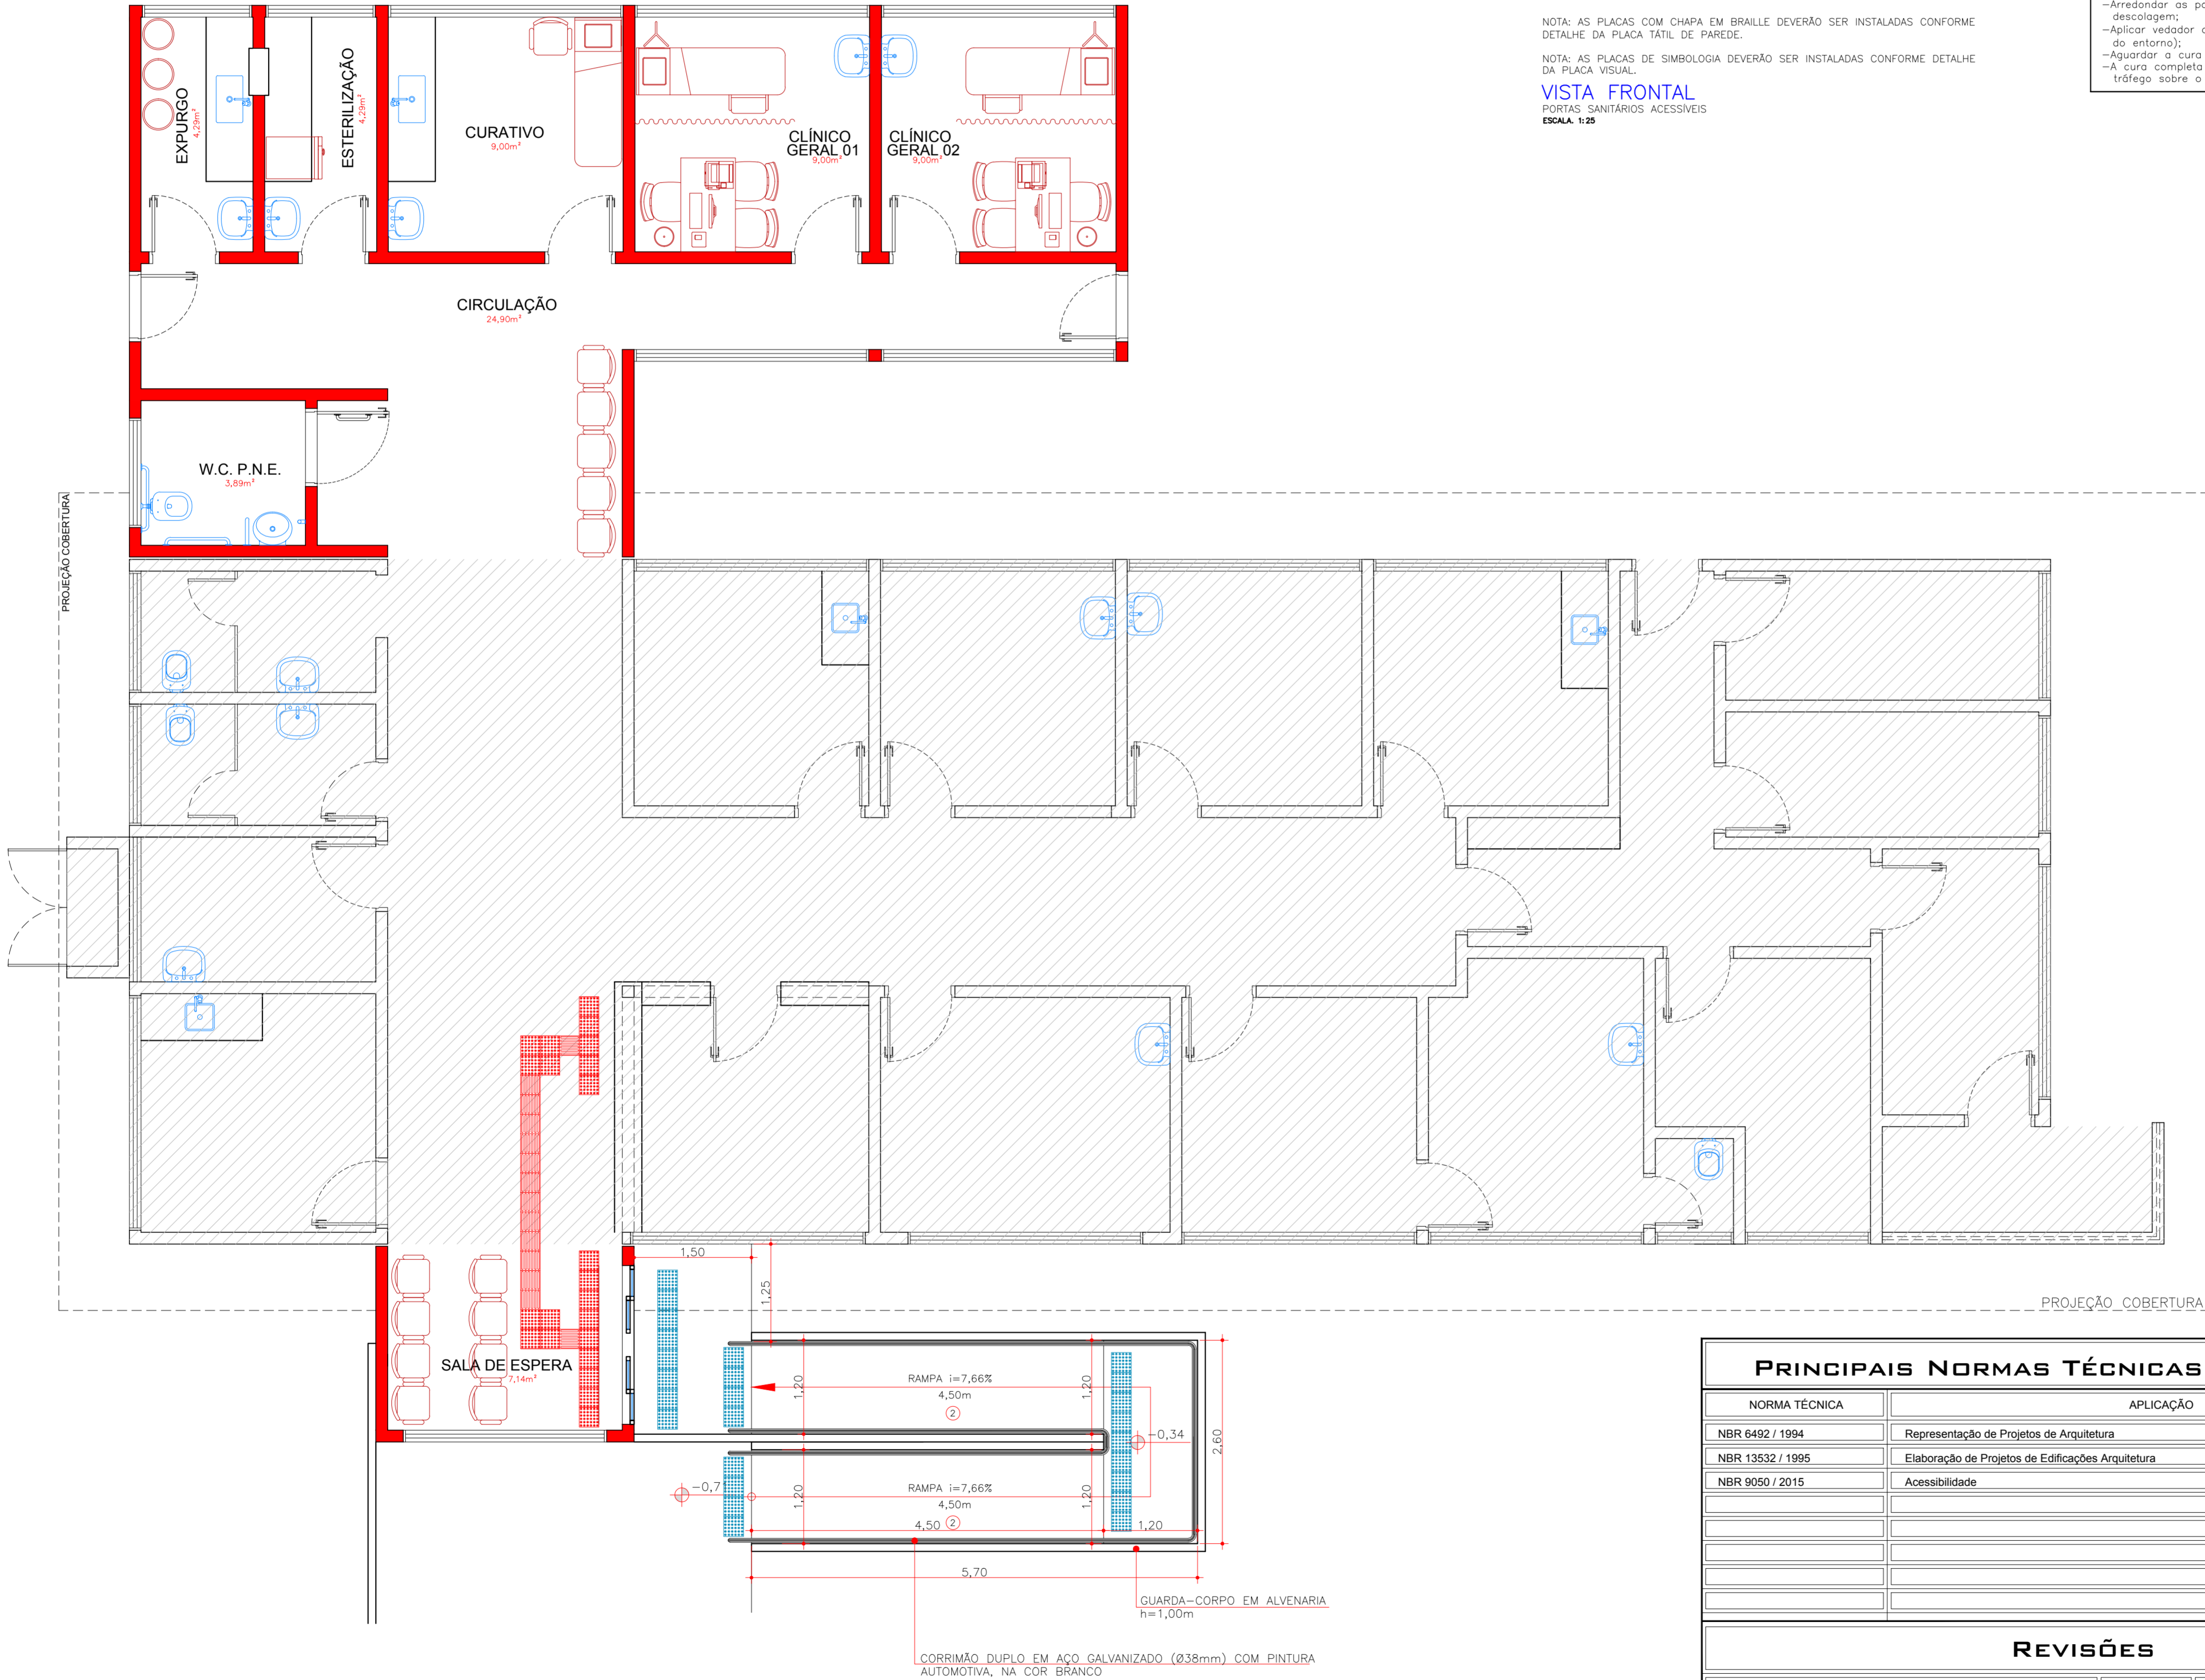 NOTA: AS PLACAS COM CHAPA EM BRAILLE DEVERÃO SER INSTALADAS CONFORME
DETALHE DA PLACA TÁTIL DE PAREDE.
NOTA: AS PLACAS DE SIMBOLOGIA DEVERÃO SER INSTALADAS CONFORME DETALHE
DA PLACA VISUAL.
VISTA FRONTAL
PORTAS SANITÁRIOS ACESSÍVEIS
ESCALA. 1:25
-Arredondar as
descolagem;
-Aplicar vedador
do entorno);
-Aguardar a cura
-A cura completa
tráfego sobre o
EXPURGO
4,29m²
ESTERILIZAÇÃO
4,29m²
CURATIVO
9,00m²
CLÍNICO
GERAL 01
9,00m²
CLÍNICO
GERAL 02
9,00m²
CIRCULAÇÃO
24,90m²
W.C. P.N.E.
3,89m²
PROJEÇÃO COBERTURA
1,50
1,25
PROJEÇÃO COBERTURA
SALA DE ESPERA
7,14m²
1,20
RAMPA i=7,66%
4,50m
2
1,20
-0,34
2,60
-0,7
1,20
RAMPA i=7,66%
4,50m
1,20
4,50
2
1,20
5,70
GUARDA-CORPO EM ALVENARIA
h=1,00m
CORRIMÃO DUPLO EM AÇO GALVANIZADO (Ø38mm) COM PINTURA
AUTOMOTIVA, NA COR BRANCO
PRINCIPAIS NORMAS TÉCNICAS
NORMA TÉCNICA
APLICAÇÃO
NBR 6492 / 1994
Representação de Projetos de Arquitetura
NBR 13532 / 1995
Elaboração de Projetos de Edificações Arquitetura
NBR 9050 / 2015
Acessibilidade
REVISÕES